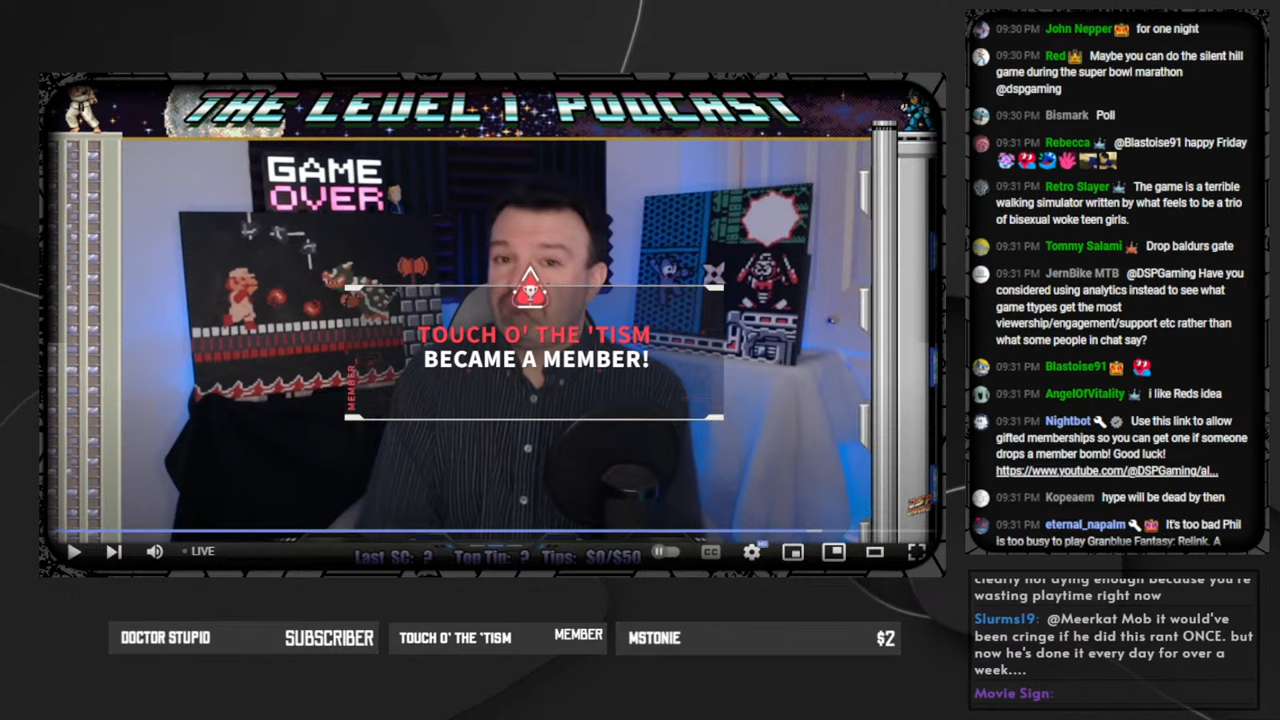 THE LEVEL 1 PODCAST
GAME
OVER
TOUCH O' THE 'TISM
BECAME A MEMBER!
MEMBER
LIVE
Last SC: ? Top Tip: ? Tips: $0/$50
CC
HD
DOCTOR STUPID SUBSCRIBER
TOUCH O' THE 'TISM MEMBER
MSTONIE $2
09:30 PM John Nepper for one night
09:30 PM Red Maybe you can do the silent hill
game during the super bowl marathon
@dspgaming
09:30 PM Bismark Poll
09:31 PM Rebecca @Blastoise91 happy Friday
09:31 PM Retro Slayer The game is a terrible
walking simulator written by what feels to be a trio
of bisexual woke teen girls.
09:31 PM Tommy Salami Drop baldurs gate
09:31 PM JernBike MTB @DSPGaming Have you
considered using analytics instead to see what
game ttypes get the most
viewership/engagement/support etc rather than
what some people in chat say?
09:31 PM Blastoise91
09:31 PM AngelOfVitality i like Reds idea
09:31 PM Nightbot Use this link to allow
gifted memberships so you can get one if someone
drops a member bomb! Good luck!
https://www.youtube.com/@DSPGaming/al...
09:31 PM Kopeaem hype will be dead by then
09:31 PM eternal_napalm It's too bad Phil
is too busy to play Granblue Fantasy: Relink. A
clearly not dying enough because you're
wasting playtime right now
Slurms19: @Meerkat Mob it would've
been cringe if he did this rant ONCE. but
now he's done it every day for over a
week....
Movie Sign: